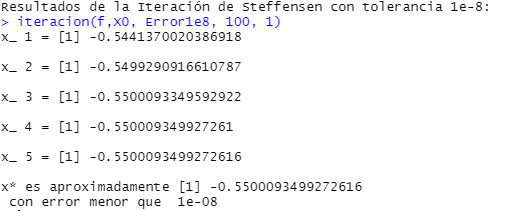 Resultados de la Iteración de Steffensen con tolerancia 1e-8:
> iteracion(f,X0, Error1e8, 100, 1)
x_ 1 = [1] -0.5441370020386918
x_ 2 = [1] -0.5499290916610787
x_ 3 = [1] -0.5500093349592922
x_ 4 = [1] -0.550009349927261
x_ 5 = [1] -0.5500093499272616
x* es aproximadamente [1] -0.5500093499272616
con error menor que  1e-08